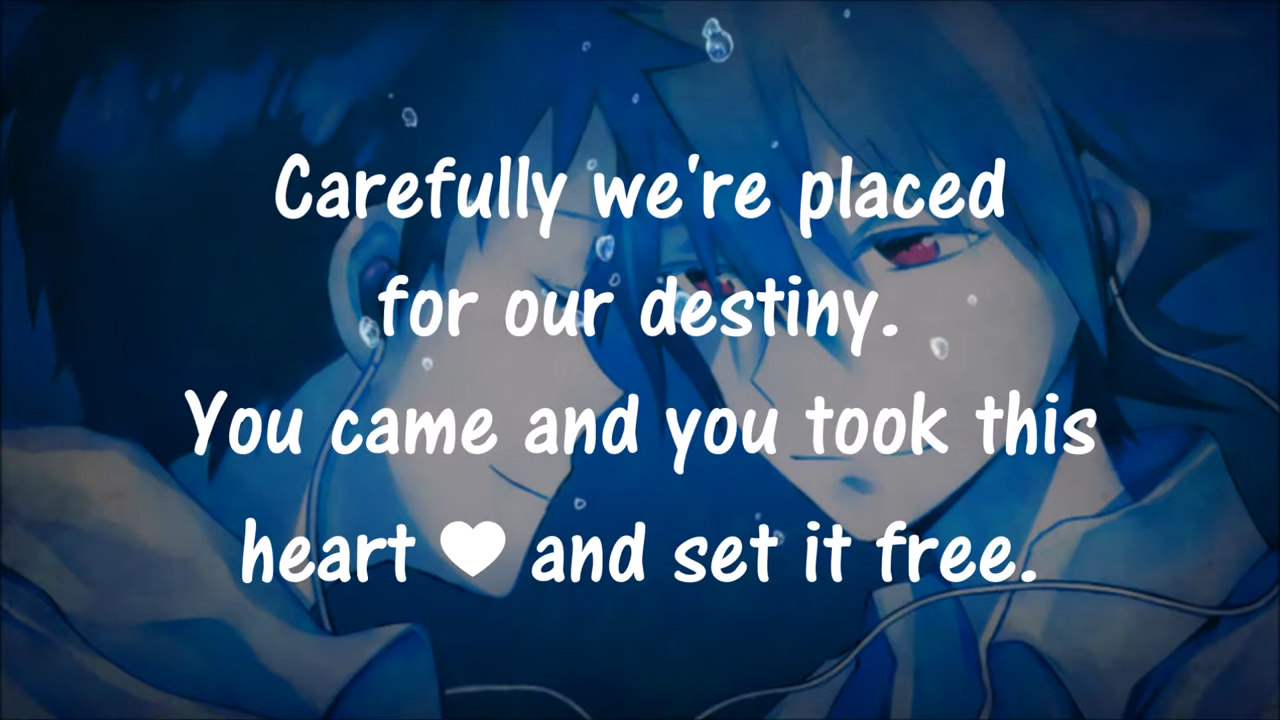 Carefully we're placed
for our destiny.
You came and you took this
heart ♥ and set it free.